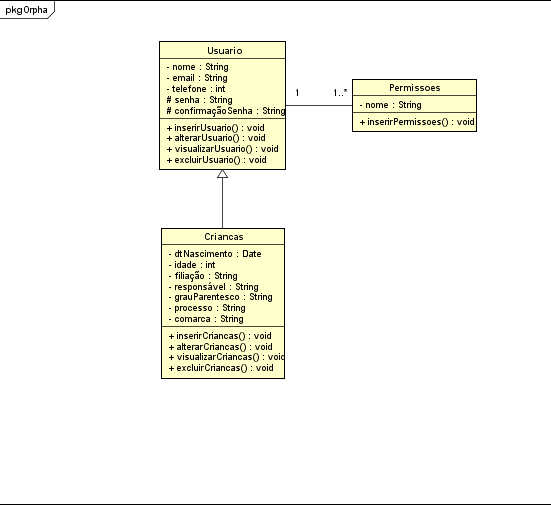 pkgOrpha
Usuario
- nome : String
- email : String
- telefone : int
# senha : String
# confirmaçãoSenha : String
+ inserirUsuario() : void
+ alterarUsuario() : void
+ visualizarUsuario() : void
+ excluirUsuario() : void
1
1..*
Permissoes
- nome : String
+ inserirPermissoes() : void
Criancas
- dtNascimento : Date
- idade : int
- filiação : String
- responsável : String
- grauParentesco : String
- processo : String
- comarca : String
+ inserirCriancas() : void
+ alterarCriancas() : void
+ visualizarCriancas() : void
+ excluirCriancas() : void